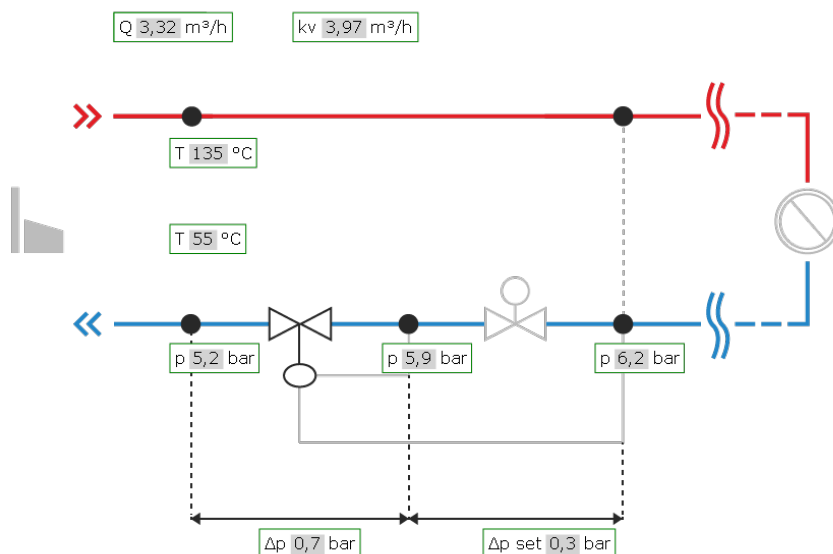 Q 3,32 m³/h kv 3,97 m³/h
T 135 °C
T 55 °C
p 5,2 bar p 5,9 bar p 6,2 bar
Δp 0,7 bar Δp set 0,3 bar